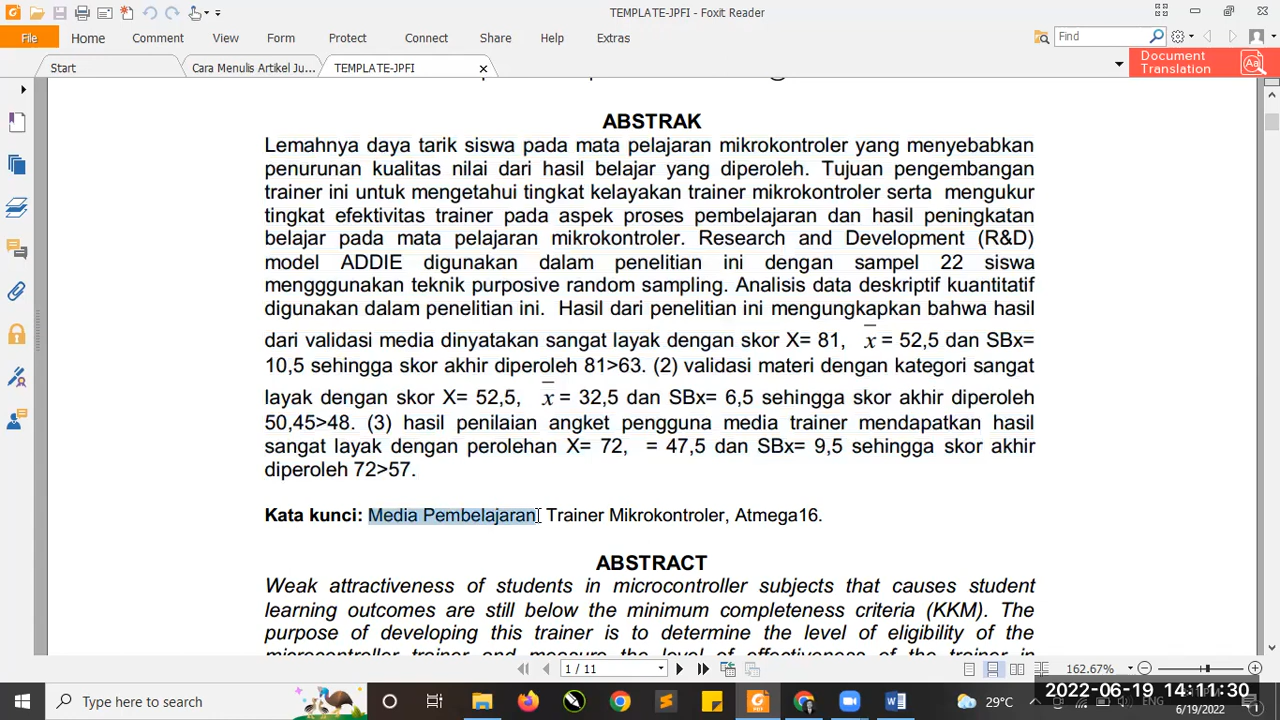 TEMPLATE-JPFI - Foxit Reader
File Home Comment View Form Protect Connect Share Help Extras
Find
Start Cara Menulis Artikel Ju... TEMPLATE-JPFI
Document
Translation
ABSTRAK
Lemahnya daya tarik siswa pada mata pelajaran mikrokontroler yang menyebabkan
penurunan kualitas nilai dari hasil belajar yang diperoleh. Tujuan pengembangan
trainer ini untuk mengetahui tingkat kelayakan trainer mikrokontroler serta mengukur
tingkat efektivitas trainer pada aspek proses pembelajaran dan hasil peningkatan
belajar pada mata pelajaran mikrokontroler. Research and Development (R&D)
model ADDIE digunakan dalam penelitian ini dengan sampel 22 siswa
mengggunakan teknik purposive random sampling. Analisis data deskriptif kuantitatif
digunakan dalam penelitian ini. Hasil dari penelitian ini mengungkapkan bahwa hasil
dari validasi media dinyatakan sangat layak dengan skor X= 81, x̅ = 52,5 dan SBx=
10,5 sehingga skor akhir diperoleh 81>63. (2) validasi materi dengan kategori sangat
layak dengan skor X= 52,5, x̅ = 32,5 dan SBx= 6,5 sehingga skor akhir diperoleh
50,45>48. (3) hasil penilaian angket pengguna media trainer mendapatkan hasil
sangat layak dengan perolehan X= 72, = 47,5 dan SBx= 9,5 sehingga skor akhir
diperoleh 72>57.
Kata kunci: Media Pembelajaran, Trainer Mikrokontroler, Atmega16.
ABSTRACT
Weak attractiveness of students in microcontroller subjects that causes student
learning outcomes are still below the minimum completeness criteria (KKM). The
purpose of developing this trainer is to determine the level of eligibility of the
microcontroller trainer and measure the level of effectiveness of the trainer in
1 / 11
162.67%
Type here to search
29°C
2022-06-19 14:11:30
6/19/2022